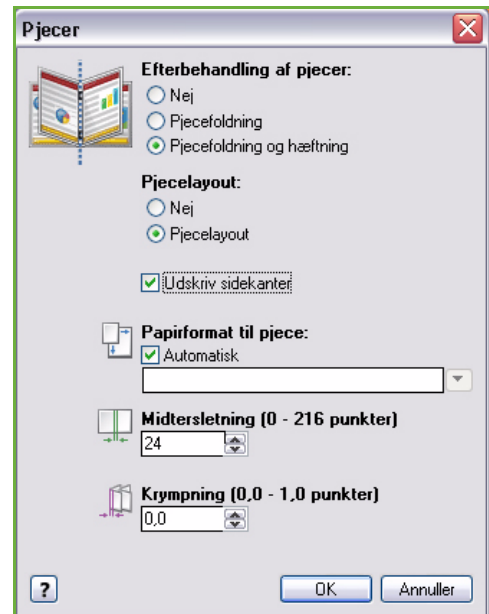 Pjecer
Efterbehandling af pjecer:
Nej
Pjecefoldning
Pjecefoldning og hæftning
Pjecelayout:
Nej
Pjecelayout
Udskriv sidekanter
Papirformat til pjece:
Automatisk
Midtersletning (0 - 216 punkter)
24
Krympning (0,0 - 1,0 punkter)
0,0
?
OK
Annuller